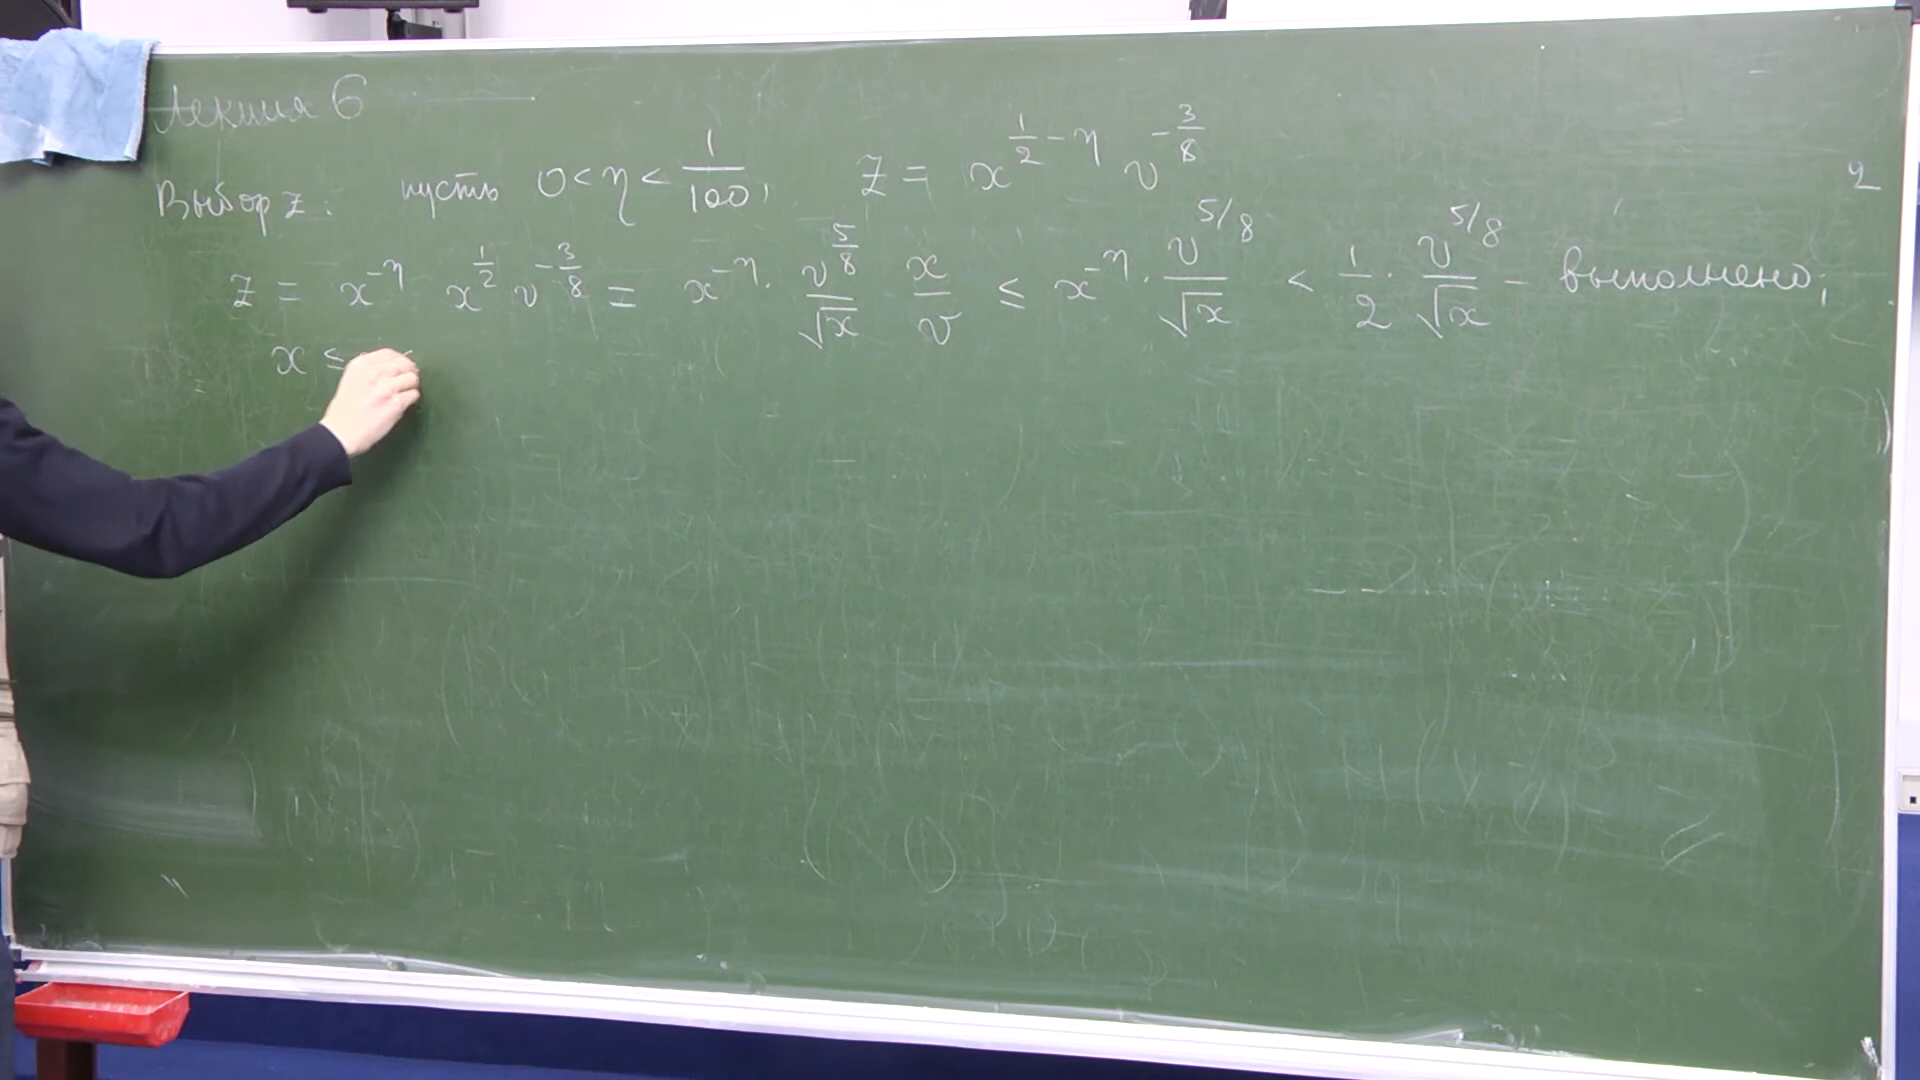 Лекция 6
Выбор z: пусть 0 < η < 1/100, z = x^{1/2 - η} v^{-3/8}
z = x^{-η} x^{1/2} v^{-3/8} = x^{-η} · v^{5/8}/√x x/v ≤ x^{-η} · v^{5/8}/√x < 1/2 · v^{5/8}/√x - выполнено;
x ≤